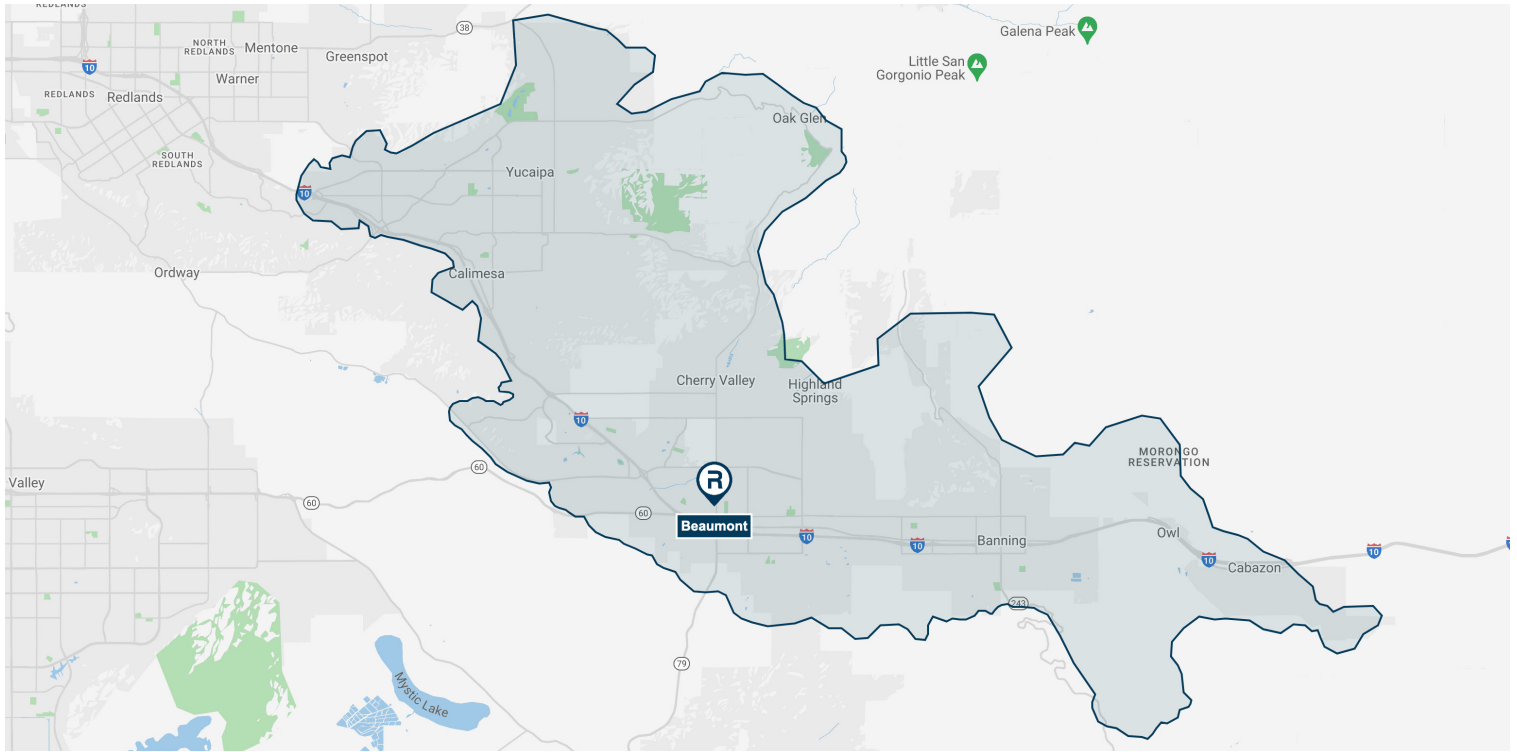 REDLANDS
38
Galena Peak
NORTH
REDLANDS
Mentone
Greenspot
10
Little San
Gorgonio Peak
Warner
REDLANDS
Redlands
Oak Glen
SOUTH
REDLANDS
Yucaipa
10
Ordway
Calimesa
Cherry Valley
Highland
Springs
10
MORONGO
RESERVATION
60
Valley
R
60
60
Beaumont
10
10
Banning
Owl
10
10
Cabazon
243
79
Mystic Lake